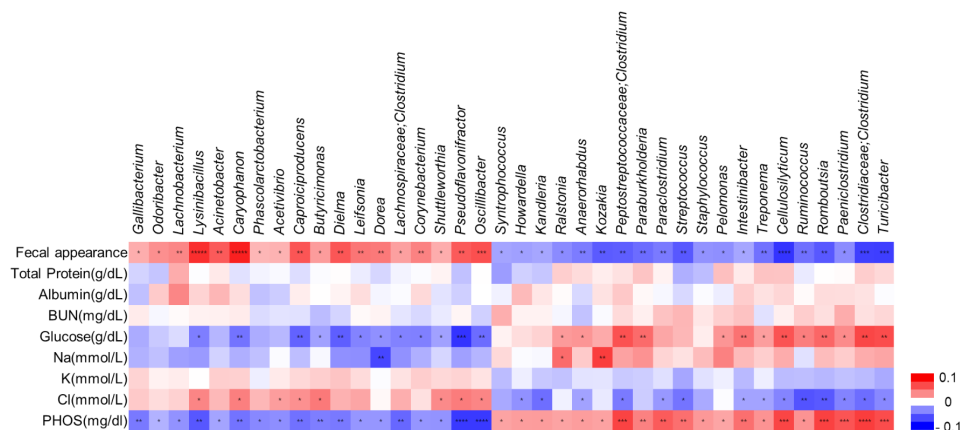 Gallibacterium
Odoribacter
Lachnobacterium
Lysinibacillus
Acinetobacter
Caryophanon
Phascolarctobacterium
Acetivibrio
Caproiciproducens
Butyricimonas
Dielma
Leifsonia
Dorea
Lachnospiraceae;Clostridium
Corynebacterium
Shuttleworthia
Pseudoflavonifractor
Oscillibacter
Syntrophococcus
Howardella
Kandleria
Ralstonia
Anaerorhabdus
Kozakia
Peptostreptococcaceae;Clostridium
Paraburkholderia
Paraclostridium
Streptococcus
Staphylococcus
Pelomonas
Intestinibacter
Treponema
Cellulosilyticum
Ruminococcus
Romboutsia
Paeniclostridium
Clostridiaceae;Clostridium
Turicibacter
Fecal appearance
Total Protein(g/dL)
Albumin(g/dL)
BUN(mg/dL)
Glucose(g/dL)
Na(mmol/L)
K(mmol/L)
Cl(mmol/L)
PHOS(mg/dl)
0.1
0
- 0.1